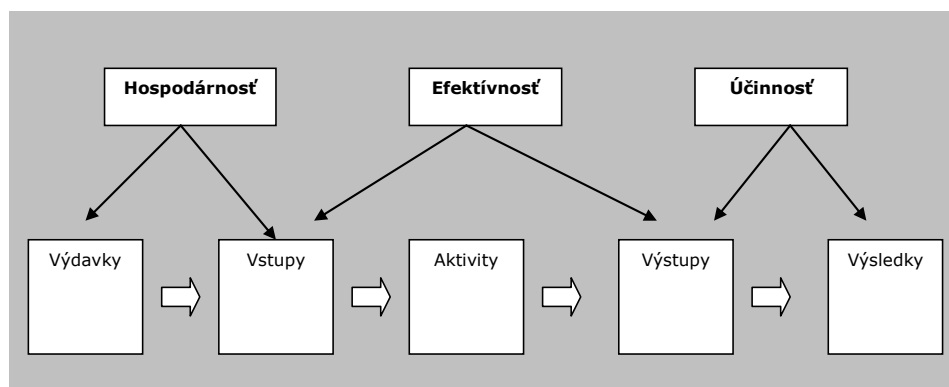 Hospodárnosť
Efektívnosť
Účinnosť
Výdavky
Vstupy
Aktivity
Výstupy
Výsledky